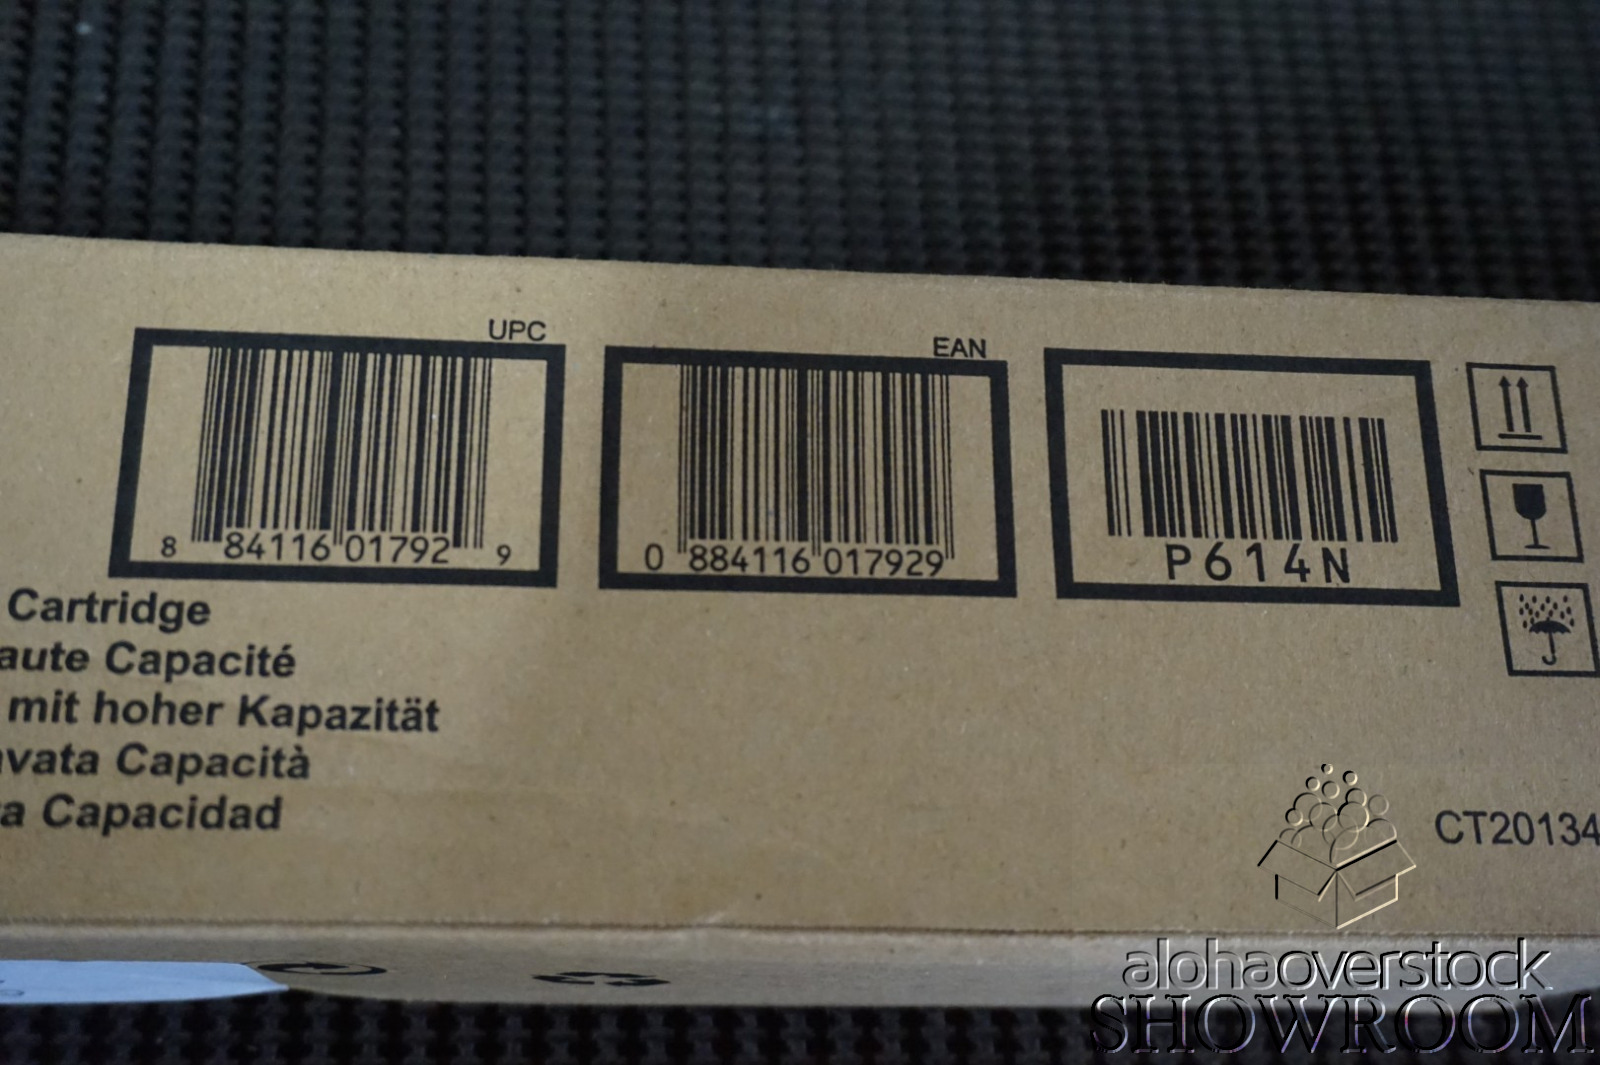 UPC
8 84116 01792 9
EAN
0 884116 017929
P614N
Cartridge
aute Capacité
mit hoher Kapazität
vata Capacità
a Capacidad
CT20134
alohaoverstock
SHOWROOM